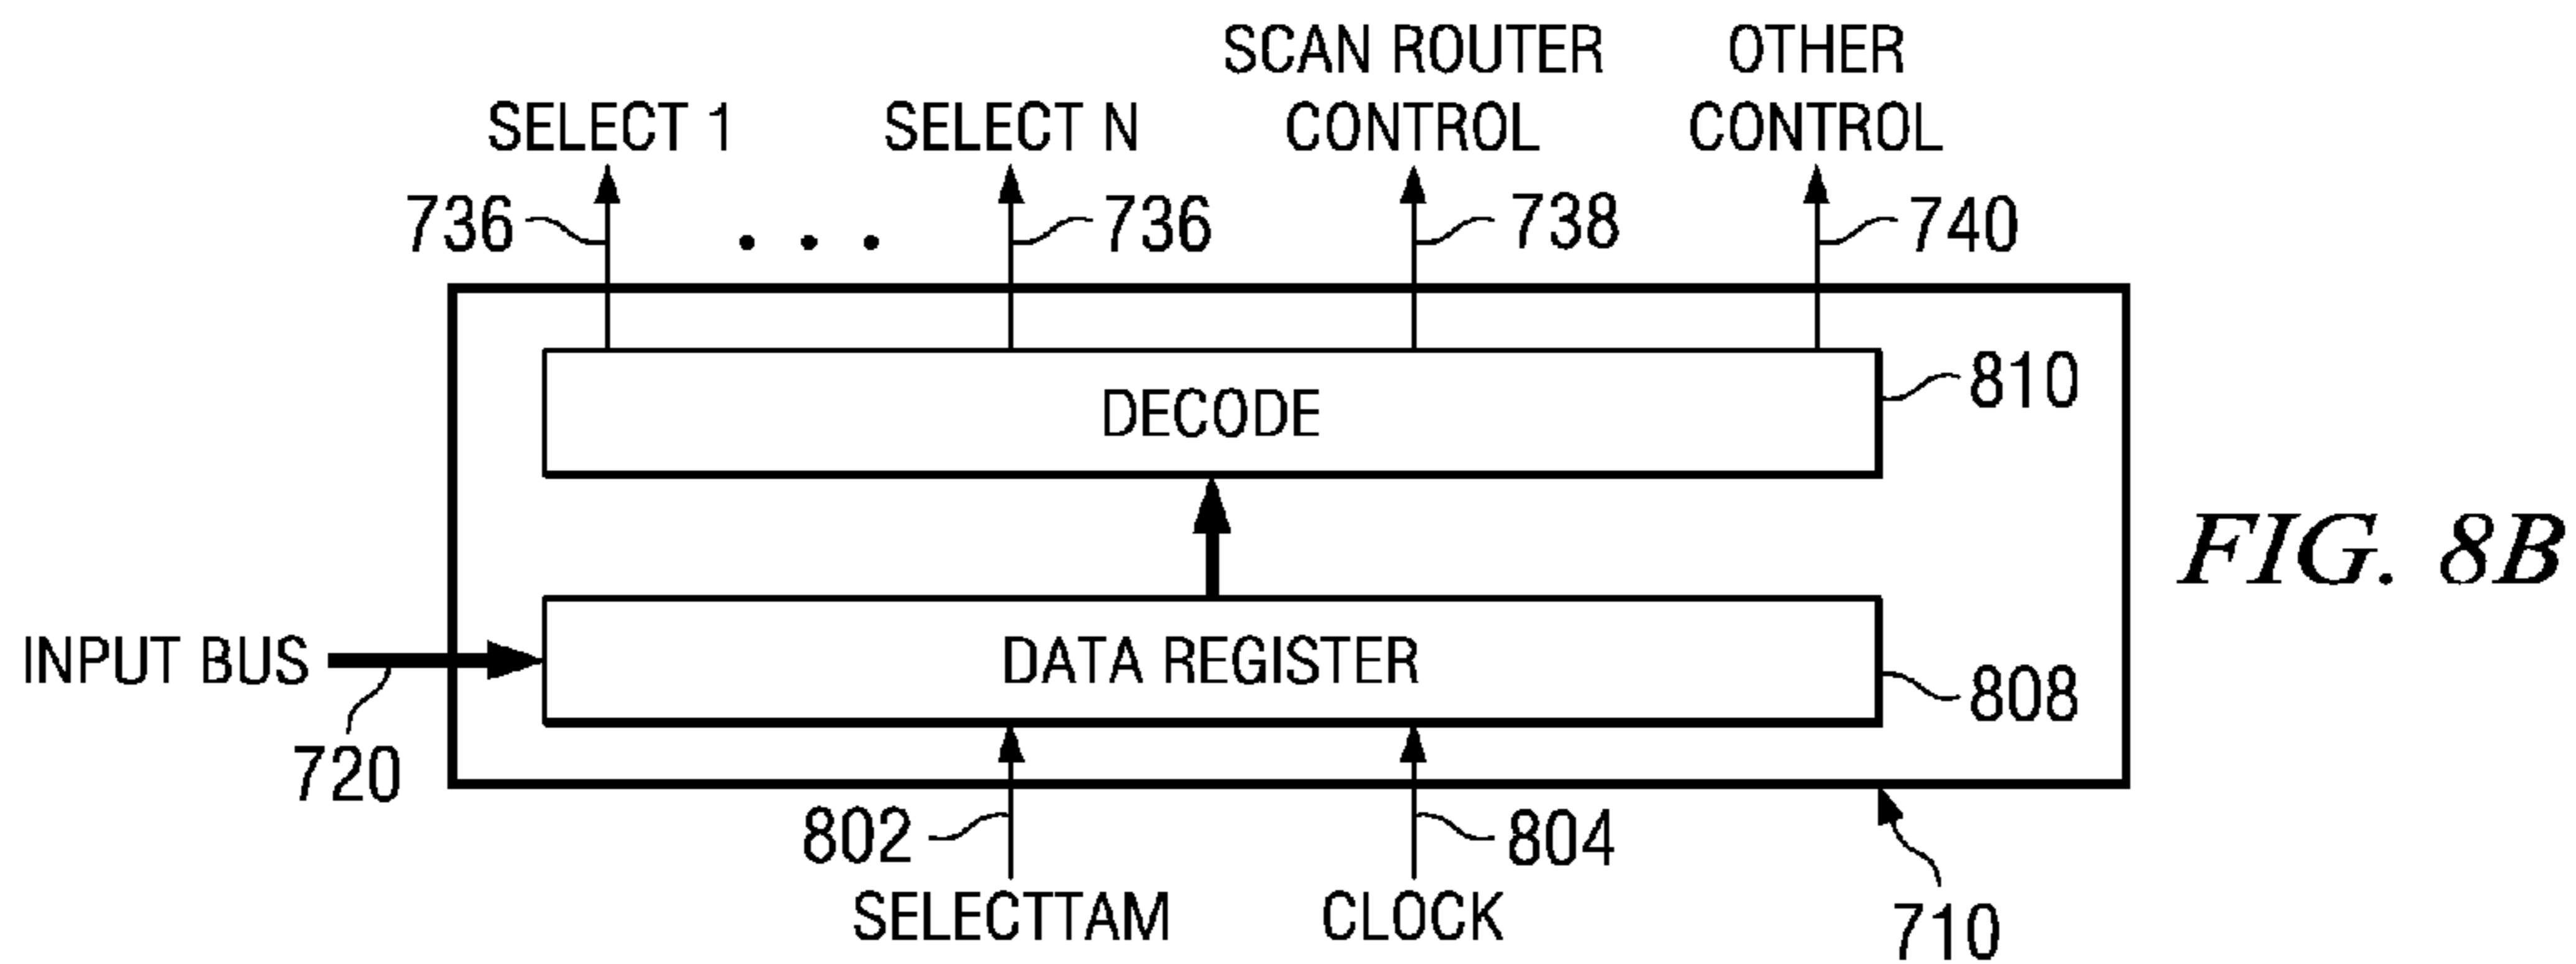 SCAN ROUTER OTHER
SELECT 1 SELECT N CONTROL CONTROL
736 . . . 736 738 740
DECODE 810
FIG. 8B
INPUT BUS DATA REGISTER 808
720
802 804
SELECTTAM CLOCK 710